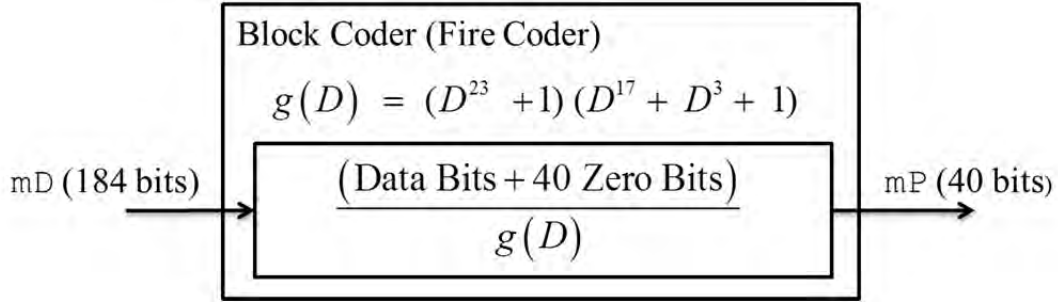 Block Coder (Fire Coder)
g(D) = (D^23 + 1) (D^17 + D^3 + 1)
mD (184 bits)
(Data Bits + 40 Zero Bits)
g(D)
mP (40 bits)